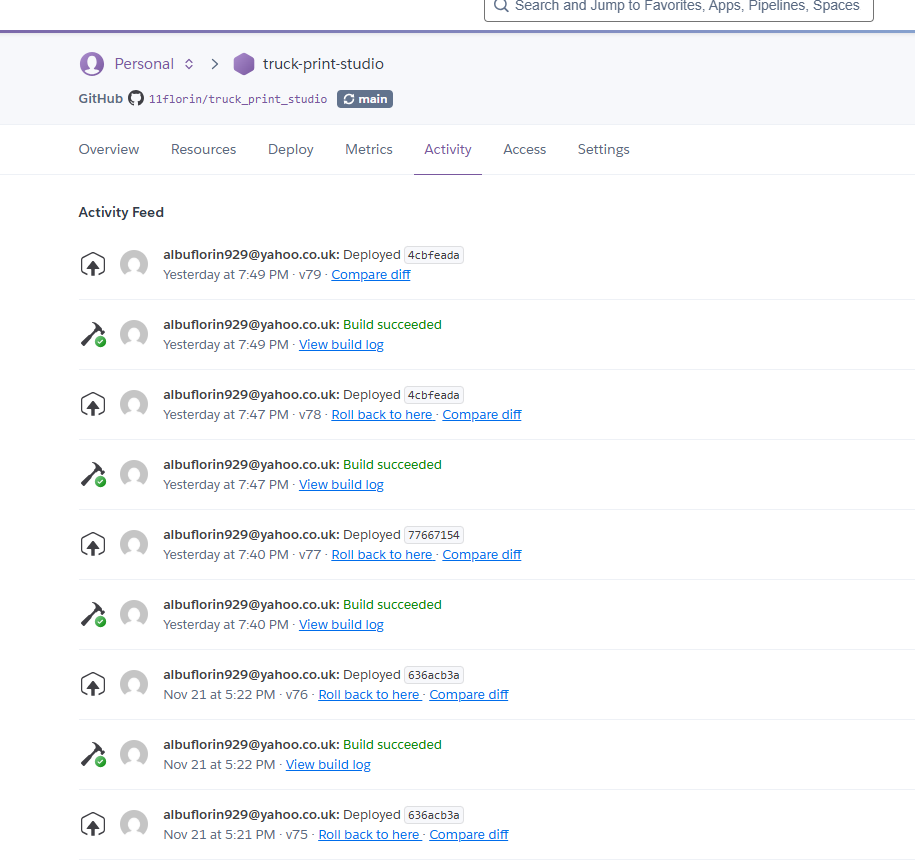 Search and Jump to Favorites, Apps, Pipelines, Spaces
Personal truck-print-studio
GitHub 11florin/truck_print_studio main
Overview Resources Deploy Metrics Activity Access Settings
Activity Feed
albuflorin929@yahoo.co.uk: Deployed 4cbfeada
Yesterday at 7:49 PM · v79 · Compare diff
albuflorin929@yahoo.co.uk: Build succeeded
Yesterday at 7:49 PM · View build log
albuflorin929@yahoo.co.uk: Deployed 4cbfeada
Yesterday at 7:47 PM · v78 · Roll back to here · Compare diff
albuflorin929@yahoo.co.uk: Build succeeded
Yesterday at 7:47 PM · View build log
albuflorin929@yahoo.co.uk: Deployed 77667154
Yesterday at 7:40 PM · v77 · Roll back to here · Compare diff
albuflorin929@yahoo.co.uk: Build succeeded
Yesterday at 7:40 PM · View build log
albuflorin929@yahoo.co.uk: Deployed 636acb3a
Nov 21 at 5:22 PM · v76 · Roll back to here · Compare diff
albuflorin929@yahoo.co.uk: Build succeeded
Nov 21 at 5:22 PM · View build log
albuflorin929@yahoo.co.uk: Deployed 636acb3a
Nov 21 at 5:21 PM · v75 · Roll back to here · Compare diff